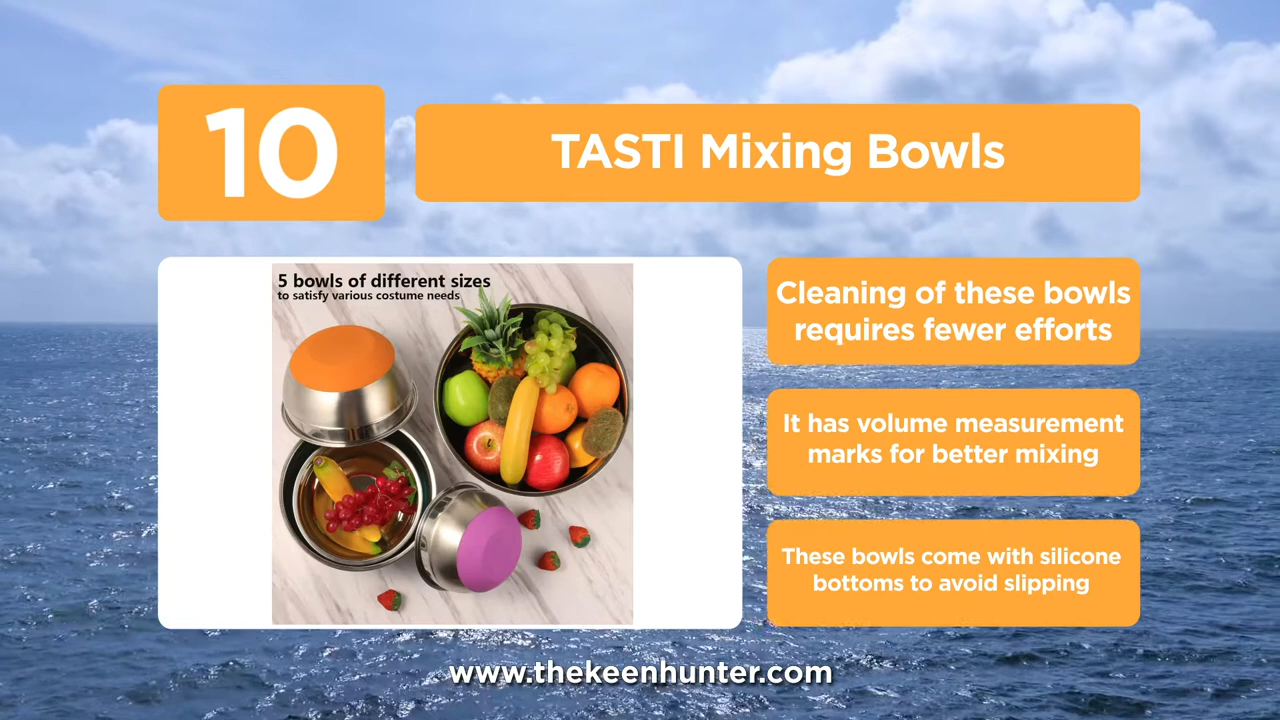 10
TASTI Mixing Bowls
5 bowls of different sizes
to satisfy various costume needs
Cleaning of these bowls
requires fewer efforts
It has volume measurement
marks for better mixing
These bowls come with silicone
bottoms to avoid slipping
www.thekeenhunter.com